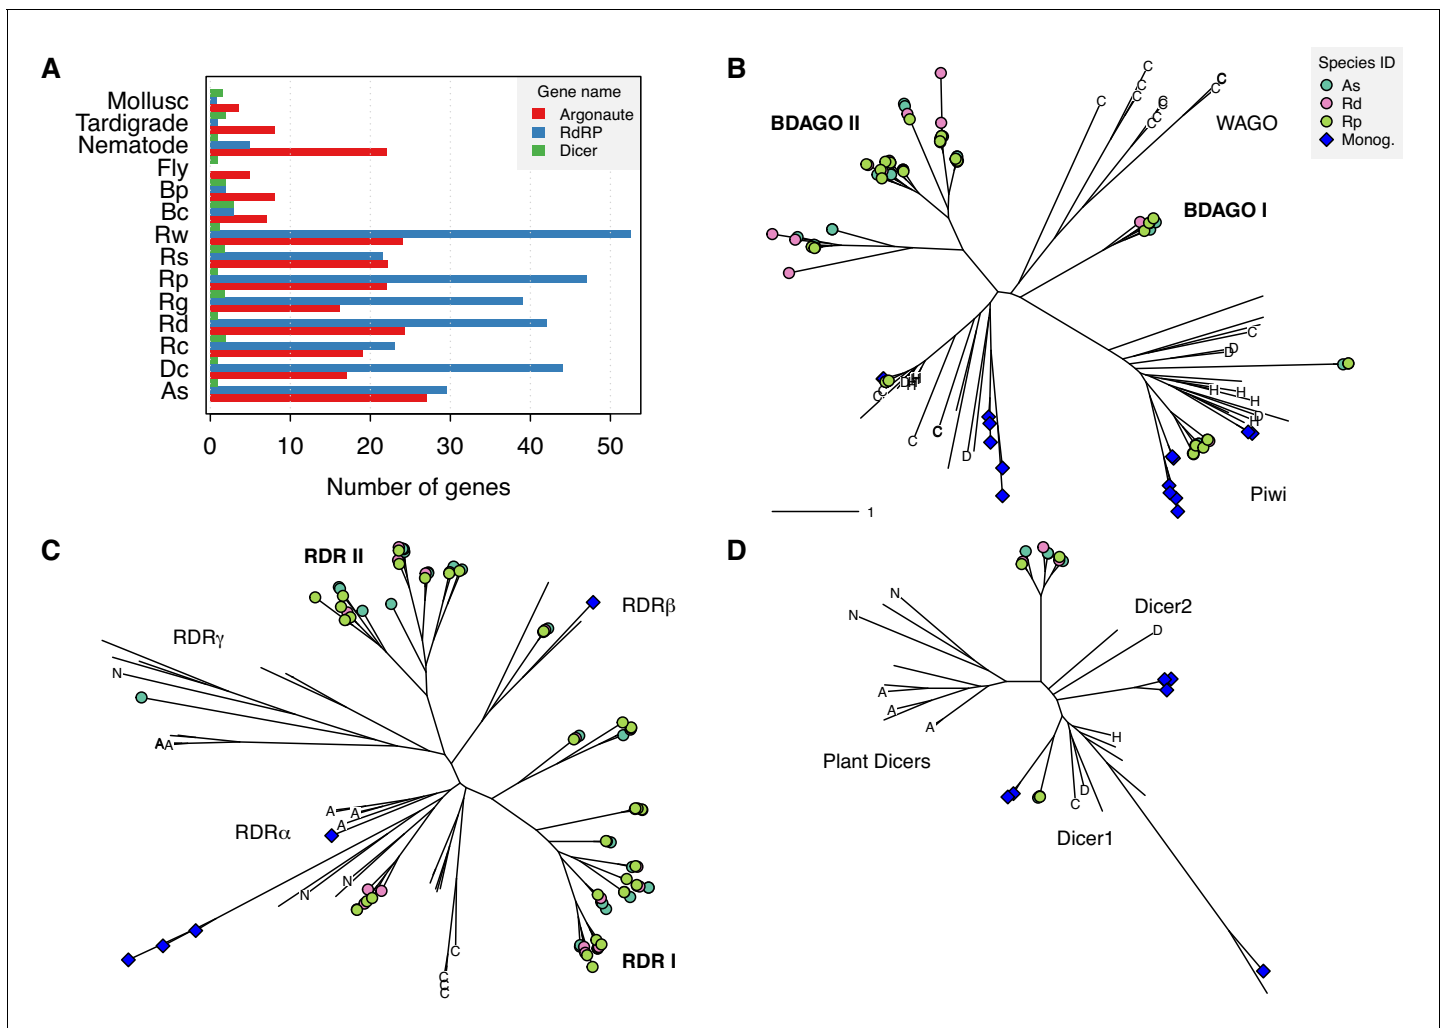 A
Gene name
Argonaute
RdRP
Dicer
Mollusc
Tardigrade
Nematode
Fly
Bp
Bc
Rw
Rs
Rp
Rg
Rd
Rc
Dc
As
0 10 20 30 40 50
Number of genes
B
Species ID
As
Rd
Rp
Monog.
BDAGO II
WAGO
BDAGO I
C
C
C
C
C
C
C
C
C
C
D
D
H
H
H
D
H
C
C
D
H
H
C
C
D
Piwi
1
C
RDR II
RDRβ
RDRγ
N
A
A
A
A
A
RDRα
N
N
C
C
C
C
RDR I
D
N
N
Dicer2
D
A
A
A
H
Plant Dicers
D
C
Dicer1